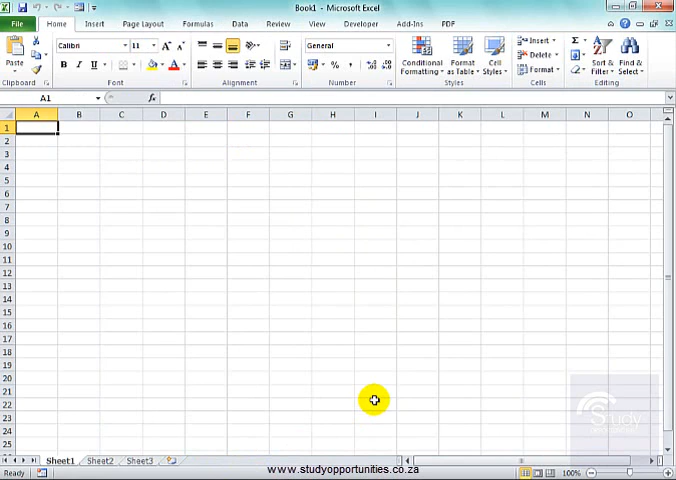 Book1 - Microsoft Excel
File Home Insert Page Layout Formulas Data Review View Developer Add-Ins PDF
Calibri 11 General
Paste
B I U
Conditional Formatting
Format as Table
Cell Styles
Insert
Delete
Format
Sort & Filter
Find & Select
Clipboard Font Alignment Number Styles Cells Editing
A1 fx
A B C D E F G H I J K L M N O
1
2
3
4
5
6
7
8
9
10
11
12
13
14
15
16
17
18
19
20
21
22
23
24
25
Study
Sheet1 Sheet2 Sheet3
Ready www.studyopportunities.co.za 100%